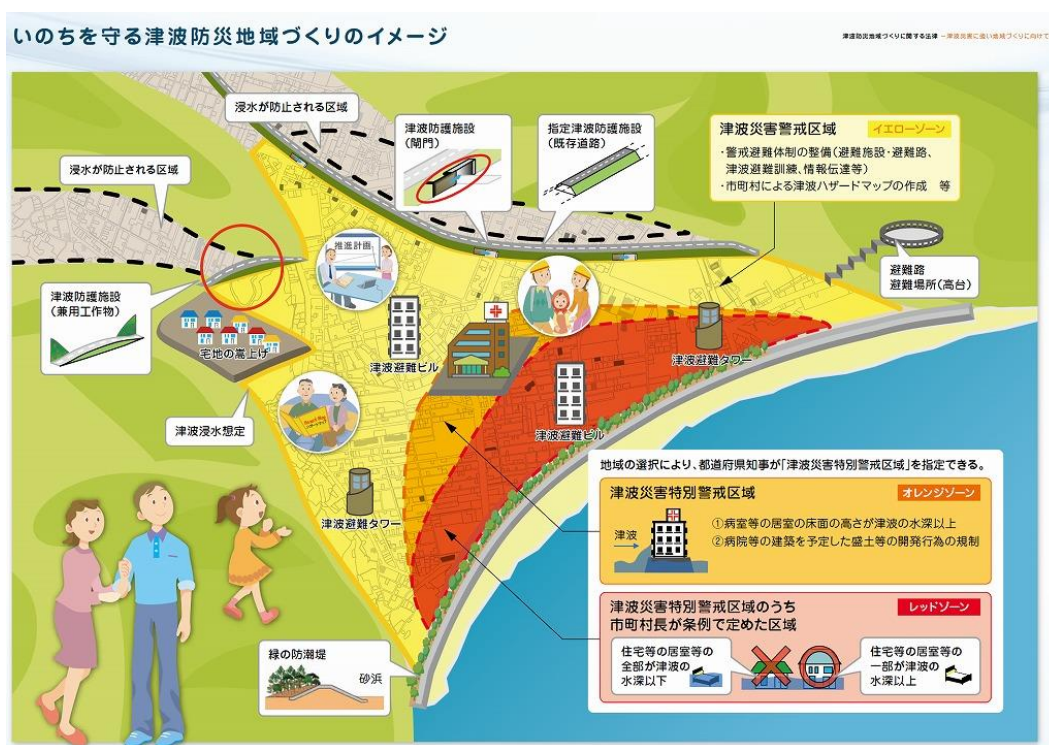 いのちを守る津波防災地域づくりのイメージ
津波防災地域づくりに関する法律 −津波災害に強い地域づくりに向けて
浸水が防止される区域
浸水が防止される区域
津波防護施設
(閘門)
指定津波防護施設
(既存道路)
津波災害警戒区域
イエローゾーン
・警戒避難体制の整備(避難施設・避難路、
津波避難訓練、情報伝達等)
・市町村による津波ハザードマップの作成 等
推進計画
避難路
避難場所(高台)
津波防護施設
(兼用工作物)
宅地の嵩上げ
津波避難ビル
津波避難タワー
津波避難ビル
津波浸水想定
津波避難タワー
地域の選択により、都道府県知事が「津波災害特別警戒区域」を指定できる。
津波災害特別警戒区域
オレンジゾーン
津波
①病室等の居室の床面の高さが津波の水深以上
②病院等の建築を予定した盛土等の開発行為の規制
津波災害特別警戒区域のうち
市町村長が条例で定めた区域
レッドゾーン
住宅等の居室等の
全部が津波の
水深以下
住宅等の居室等の
一部が津波の
水深以上
緑の防潮堤
砂浜